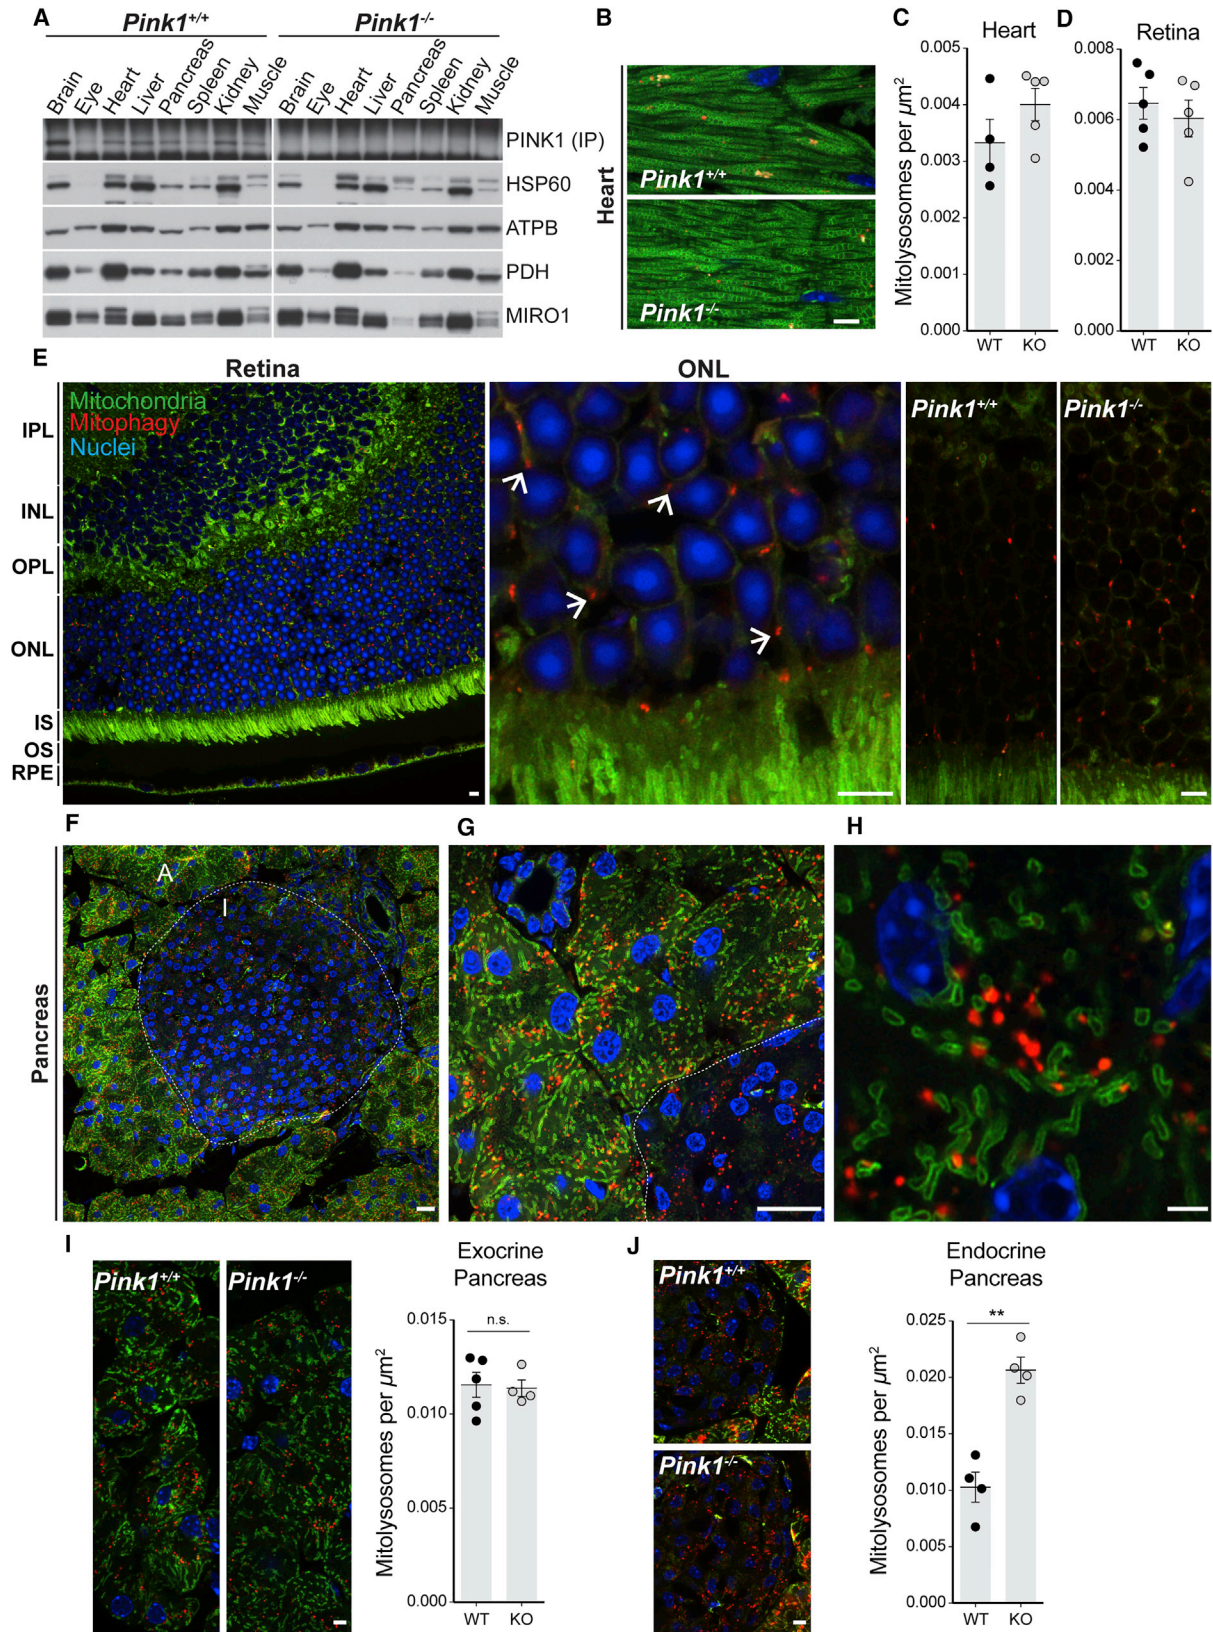 A
Pink1+/+
Pink1-/-
Brain
Eye
Heart
Liver
Pancreas
Spleen
Kidney
Muscle
Brain
Eye
Heart
Liver
Pancreas
Spleen
Kidney
Muscle
PINK1 (IP)
HSP60
ATPB
PDH
MIRO1
B
Heart
Pink1+/+
Pink1-/-
C
Heart
Mitolysosomes per µm2
0.005
0.004
0.003
0.002
0.001
0.000
WT
KO
D
Retina
0.008
0.006
0.004
0.002
0.000
WT
KO
E
Retina
ONL
Mitochondria
Mitophagy
Nuclei
IPL
INL
OPL
ONL
IS
OS
RPE
Pink1+/+
Pink1-/-
F
G
H
Pancreas
A
I
I
Pink1+/+
Pink1-/-
Exocrine
Pancreas
Mitolysosomes per µm2
0.015
0.010
0.005
0.000
n.s.
WT
KO
J
Pink1+/+
Pink1-/-
Endocrine
Pancreas
Mitolysosomes per µm2
0.025
0.020
0.015
0.010
0.005
0.000
**
WT
KO